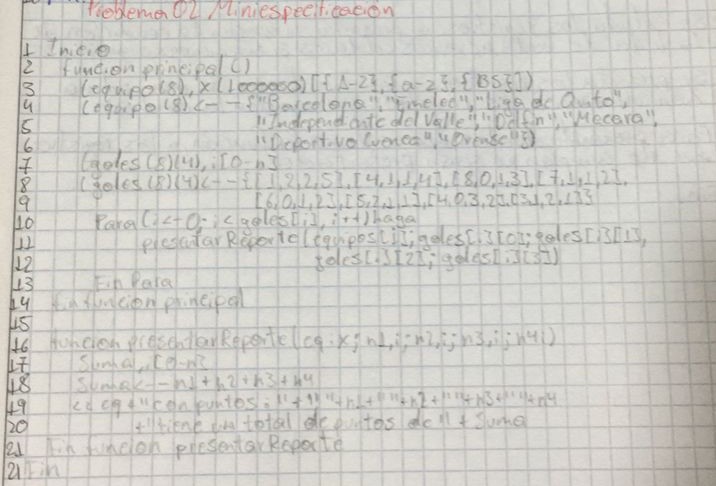 Problema 02 Miniespecificación
1 Inicio
2 funcion principal()
3 (equipo(8), x(1000000)[{A-Z},{a-z},{BS}])
4 (equipo(8)<--{"Barcelona","Emelec","Liga de Quito",
5 "Independiente del Valle","Delfin","Macara",
6 "Deportivo Cuenca","Orense"})
7 (goles(8)(4),i[0-n]
8 (goles(8)(4)<--{[1,2,2,5],[4,1,1,4],[8,0,1,3],[7,1,1,2],
9 [6,0,1,2],[5,2,1,1],[4,0,3,2],[3,1,2,1]}
10 Para(i<-0; i<goles[i], i++)haga
11 presentarReporte(equipos[i];goles[i][0];goles[i][1],
12 goles[i][2];goles[i][3])
13 Fin Para
14 fin funcion principal
15
16 funcion presentarReporte(eq:x;n1,i;n2,i;n3,i;n4i)
17 Suma,i[0-n]
18 Suma<--n1+n2+n3+n4
19 << eq+"con puntos:"+" "+n1+" "+n2+" "+n3+" "+n4
20 +"tiene un total de puntos de"+Suma
21 fin funcion presentarReporte
21 Fin